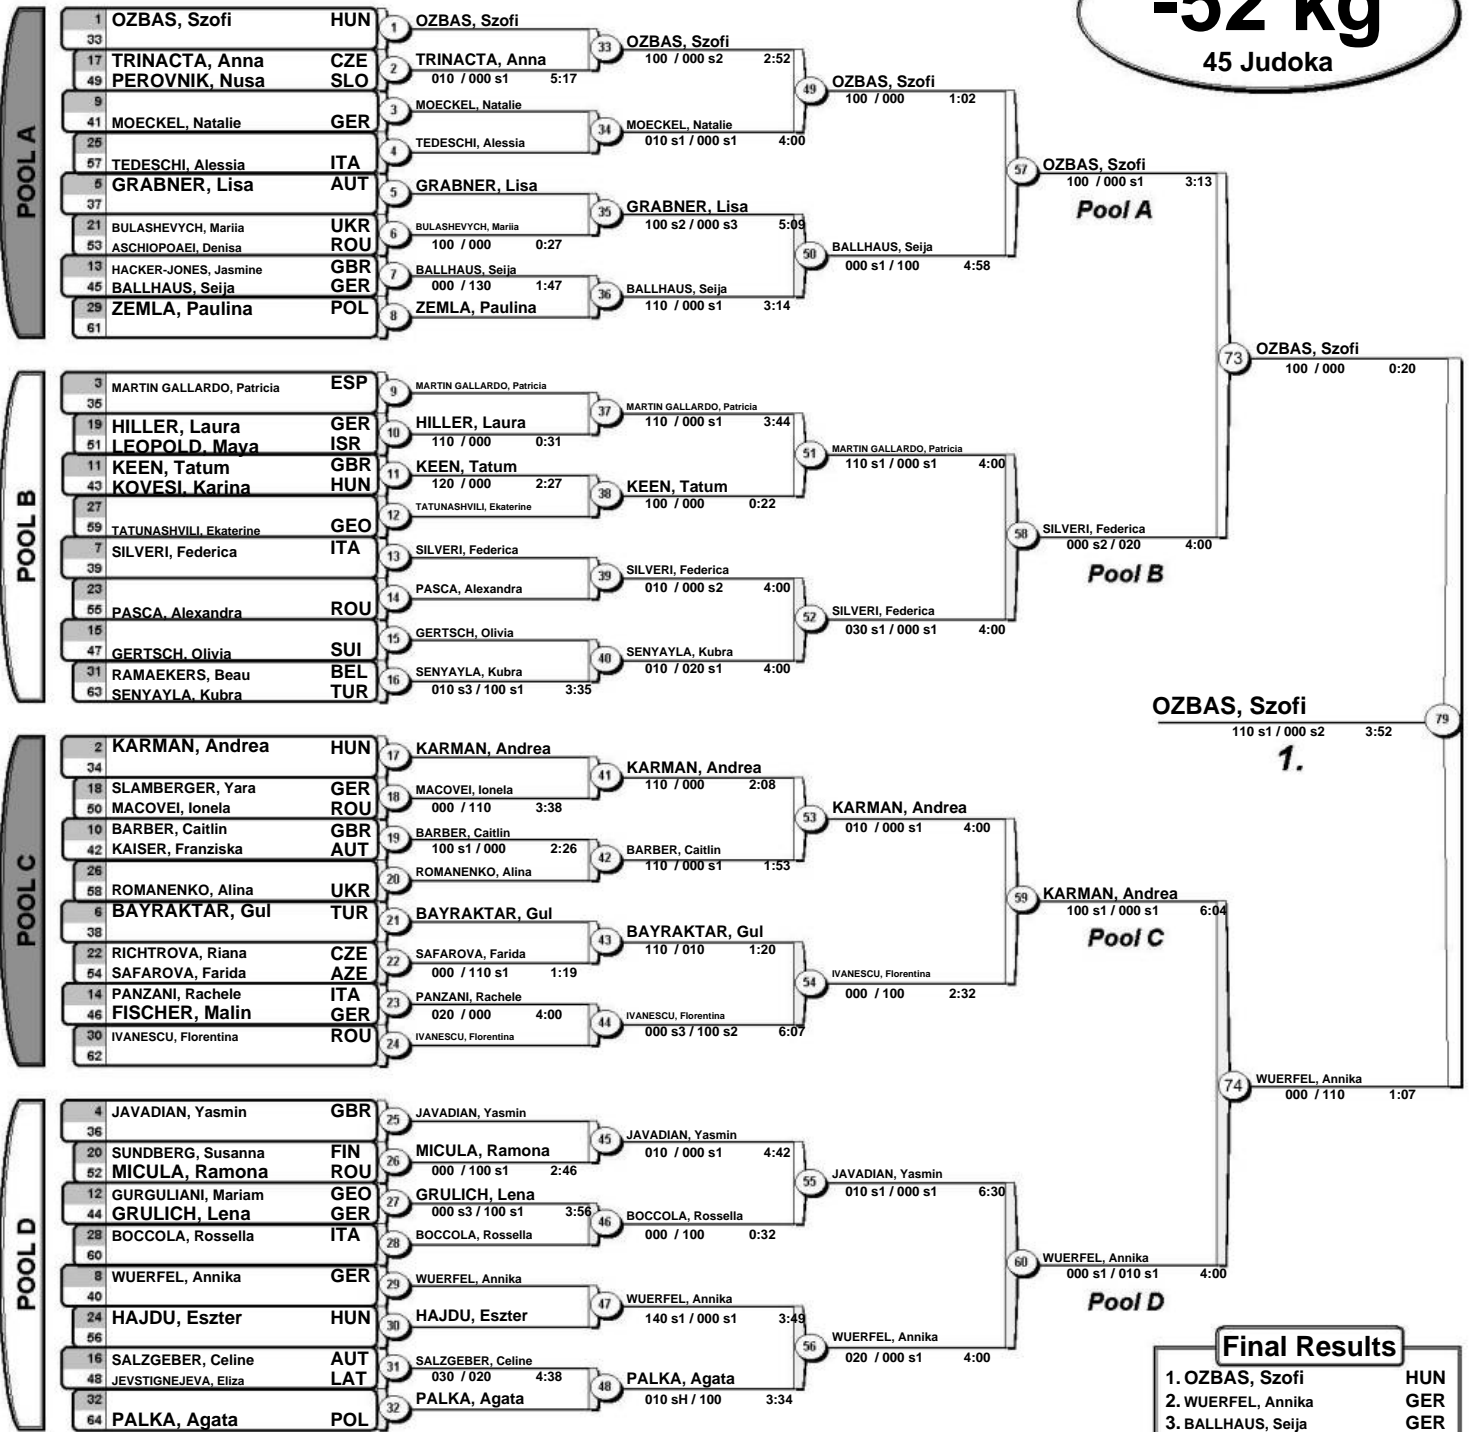 -52 kg
45 Judoka
POOL A
1 OZBAS, Szofi HUN
33
17 TRINACTA, Anna CZE
49 PEROVNIK, Nusa SLO
9
41 MOECKEL, Natalie GER
25
57 TEDESCHI, Alessia ITA
5 GRABNER, Lisa AUT
37
21 BULASHEVYCH, Mariia UKR
53 ASCHIOPOAEI, Denisa ROU
13 HACKER-JONES, Jasmine GBR
45 BALLHAUS, Seija GER
29 ZEMLA, Paulina POL
61
1 OZBAS, Szofi
2 TRINACTA, Anna
010 / 000 s1 5:17
3 MOECKEL, Natalie
4 TEDESCHI, Alessia
5 GRABNER, Lisa
6 BULASHEVYCH, Mariia
100 / 000 0:27
7 BALLHAUS, Seija
000 / 130 1:47
8 ZEMLA, Paulina
33 OZBAS, Szofi
100 / 000 s2 2:52
34 MOECKEL, Natalie
010 s1 / 000 s1 4:00
35 GRABNER, Lisa
100 s2 / 000 s3 5:09
36 BALLHAUS, Seija
110 / 000 s1 3:14
49 OZBAS, Szofi
100 / 000 1:02
50 BALLHAUS, Seija
000 s1 / 100 4:58
57 OZBAS, Szofi
100 / 000 s1 3:13
Pool A
POOL B
3 MARTIN GALLARDO, Patricia ESP
35
19 HILLER, Laura GER
51 LEOPOLD, Maya ISR
11 KEEN, Tatum GBR
43 KOVESI, Karina HUN
27
59 TATUNASHVILI, Ekaterine GEO
7 SILVERI, Federica ITA
39
23
55 PASCA, Alexandra ROU
15
47 GERTSCH, Olivia SUI
31 RAMAEKERS, Beau BEL
63 SENYAYLA, Kubra TUR
9 MARTIN GALLARDO, Patricia
10 HILLER, Laura
110 / 000 0:31
11 KEEN, Tatum
120 / 000 2:27
12 TATUNASHVILI, Ekaterine
13 SILVERI, Federica
14 PASCA, Alexandra
15 GERTSCH, Olivia
16 SENYAYLA, Kubra
010 s3 / 100 s1 3:35
37 MARTIN GALLARDO, Patricia
110 / 000 s1 3:44
38 KEEN, Tatum
100 / 000 0:22
39 SILVERI, Federica
010 / 000 s2 4:00
40 SENYAYLA, Kubra
010 / 020 s1 4:00
51 MARTIN GALLARDO, Patricia
110 s1 / 000 s1 4:00
52 SILVERI, Federica
030 s1 / 000 s1 4:00
58 SILVERI, Federica
000 s2 / 020 4:00
Pool B
73 OZBAS, Szofi
100 / 000 0:20
OZBAS, Szofi 79
110 s1 / 000 s2 3:52
1.
POOL C
2 KARMAN, Andrea HUN
34
18 SLAMBERGER, Yara GER
50 MACOVEI, Ionela ROU
10 BARBER, Caitlin GBR
42 KAISER, Franziska AUT
26
58 ROMANENKO, Alina UKR
6 BAYRAKTAR, Gul TUR
38
22 RICHTROVA, Riana CZE
54 SAFAROVA, Farida AZE
14 PANZANI, Rachele ITA
46 FISCHER, Malin GER
30 IVANESCU, Florentina ROU
62
17 KARMAN, Andrea
18 MACOVEI, Ionela
000 / 110 3:38
19 BARBER, Caitlin
100 s1 / 000 2:26
20 ROMANENKO, Alina
21 BAYRAKTAR, Gul
22 SAFAROVA, Farida
000 / 110 s1 1:19
23 PANZANI, Rachele
020 / 000 4:00
24 IVANESCU, Florentina
41 KARMAN, Andrea
110 / 000 2:08
42 BARBER, Caitlin
110 / 000 s1 1:53
43 BAYRAKTAR, Gul
110 / 010 1:20
44 IVANESCU, Florentina
000 s3 / 100 s2 6:07
53 KARMAN, Andrea
010 / 000 s1 4:00
54 IVANESCU, Florentina
000 / 100 2:32
59 KARMAN, Andrea
100 s1 / 000 s1 6:04
Pool C
POOL D
4 JAVADIAN, Yasmin GBR
36
20 SUNDBERG, Susanna FIN
52 MICULA, Ramona ROU
12 GURGULIANI, Mariam GEO
44 GRULICH, Lena GER
28 BOCCOLA, Rossella ITA
60
8 WUERFEL, Annika GER
40
24 HAJDU, Eszter HUN
56
16 SALZGEBER, Celine AUT
48 JEVSTIGNEJEVA, Eliza LAT
32
64 PALKA, Agata POL
25 JAVADIAN, Yasmin
26 MICULA, Ramona
000 / 100 s1 2:46
27 GRULICH, Lena
000 s3 / 100 s1 3:56
28 BOCCOLA, Rossella
29 WUERFEL, Annika
30 HAJDU, Eszter
31 SALZGEBER, Celine
030 / 020 4:38
32 PALKA, Agata
45 JAVADIAN, Yasmin
010 / 000 s1 4:42
46 BOCCOLA, Rossella
000 / 100 0:32
47 WUERFEL, Annika
140 s1 / 000 s1 3:49
48 PALKA, Agata
010 sH / 100 3:34
55 JAVADIAN, Yasmin
010 s1 / 000 s1 6:30
56 WUERFEL, Annika
020 / 000 s1 4:00
60 WUERFEL, Annika
000 s1 / 010 s1 4:00
Pool D
74 WUERFEL, Annika
000 / 110 1:07
Final Results
1. OZBAS, Szofi HUN
2. WUERFEL, Annika GER
3. BALLHAUS, Seija GER